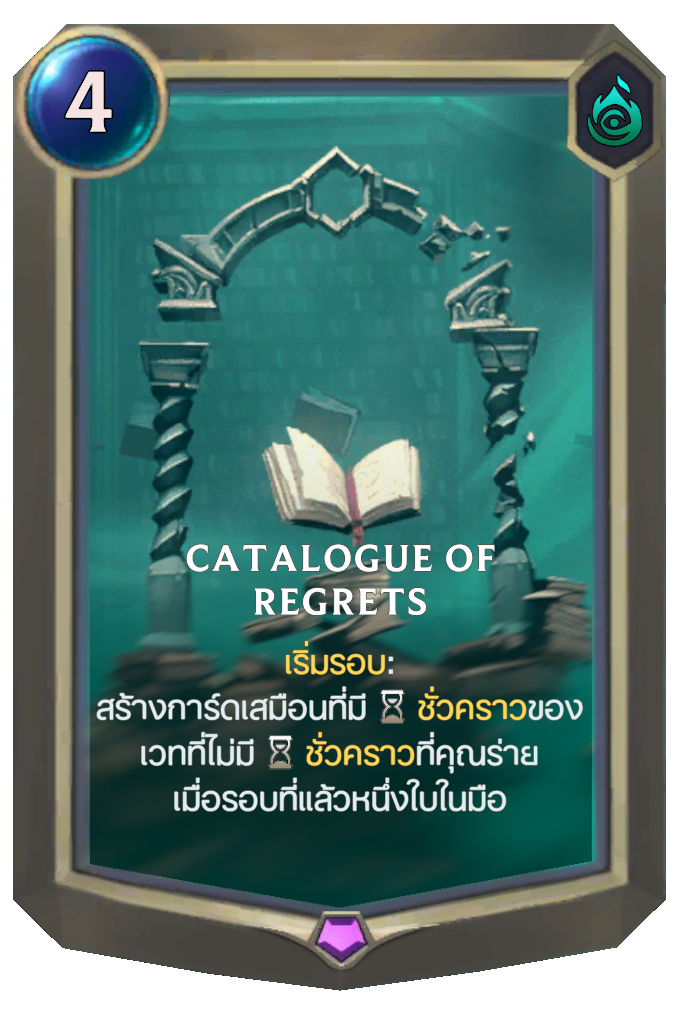 4
CATALOGUE OF
REGRETS
เริ่มรอบ:
สร้างการ์ดเสมือนที่มี ชั่วคราวของ
เวทที่ไม่มี ชั่วคราวที่คุณร่าย
เมื่อรอบที่แล้วหนึ่งใบในมือ